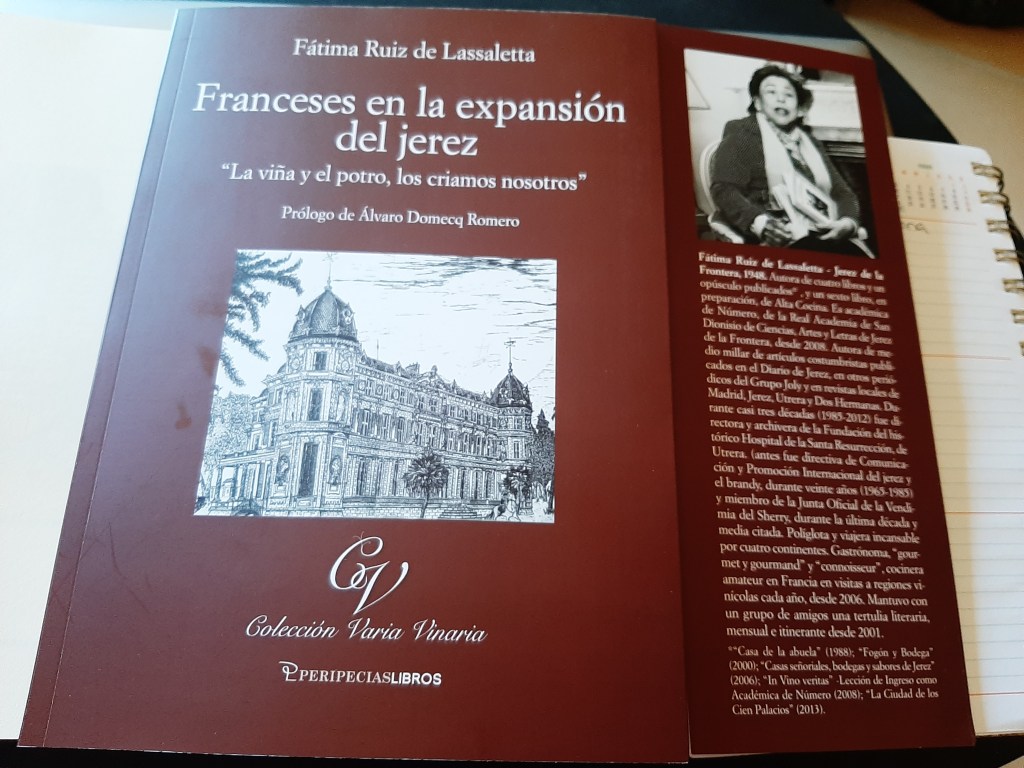 Fátima Ruiz de Lassaletta
Franceses en la expansión
del jerez
“La viña y el potro, los criamos nosotros”
Prólogo de Álvaro Domecq Romero
CV
Colección Varia Vinaria
PERIPECIASLIBROS
Fátima Ruiz de Lassaletta - Jerez de la
Frontera, 1948. Autora de cuatro libros y un
opúsculo publicados* , y un sexto libro, en
preparación, de Alta Cocina. Es académica
de Número, de la Real Academia de San
Dionisio de Ciencias, Artes y Letras de Jerez
de la Frontera, desde 2008. Autora de me-
dio millar de artículos costumbristas publi-
cados en el Diario de Jerez, en otros perió-
dicos del Grupo Joly y en revistas locales de
Madrid, Jerez, Utrera y Dos Hermanas. Du-
rante casi tres décadas (1985-2012) fue di-
rectora y archivera de la Fundación del his-
tórico Hospital de la Santa Resurrección, de
Utrera. (antes fue directiva de Comunica-
ción y Promoción Internacional del jerez y
el brandy, durante veinte años (1965-1985)
y miembro de la Junta Oficial de la Vendi-
mia del Sherry, durante la última década y
media citada. Políglota y viajera incansable
por cuatro continentes. Gastrónoma, “gour-
met y gourmand” y “connoisseur”, cocinera
amateur en Francia en visitas a regiones vi-
nícolas cada año, desde 2006. Mantuvo con
un grupo de amigos una tertulia literaria,
mensual e itinerante desde 2001.
*“Casa de la abuela” (1988); “Fogón y Bodega”
(2000); “Casas señoriales, bodegas y sabores de Jerez”
(2006); “In Vino veritas” -Lección de Ingreso como
Académica de Número (2008); “La Ciudad de los
Cien Palacios” (2013).